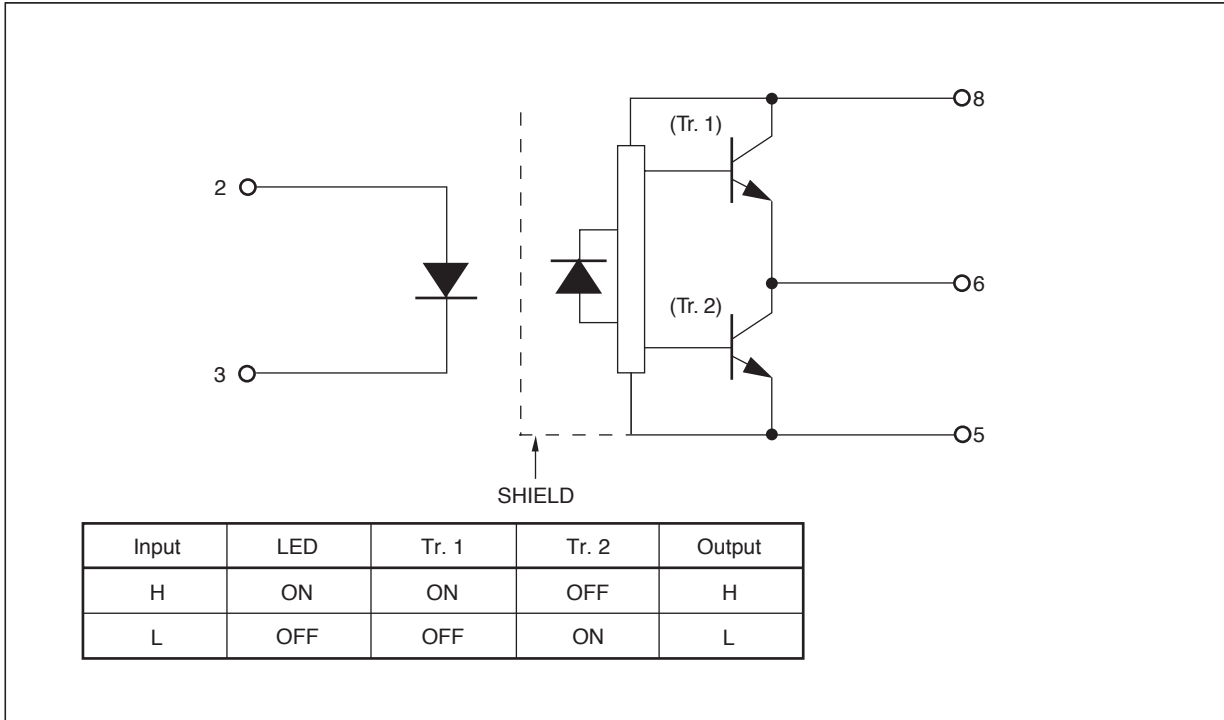 8
(Tr. 1)
2
6
(Tr. 2)
3
5
SHIELD
Input LED Tr. 1 Tr. 2 Output
H ON ON OFF H
L OFF OFF ON L